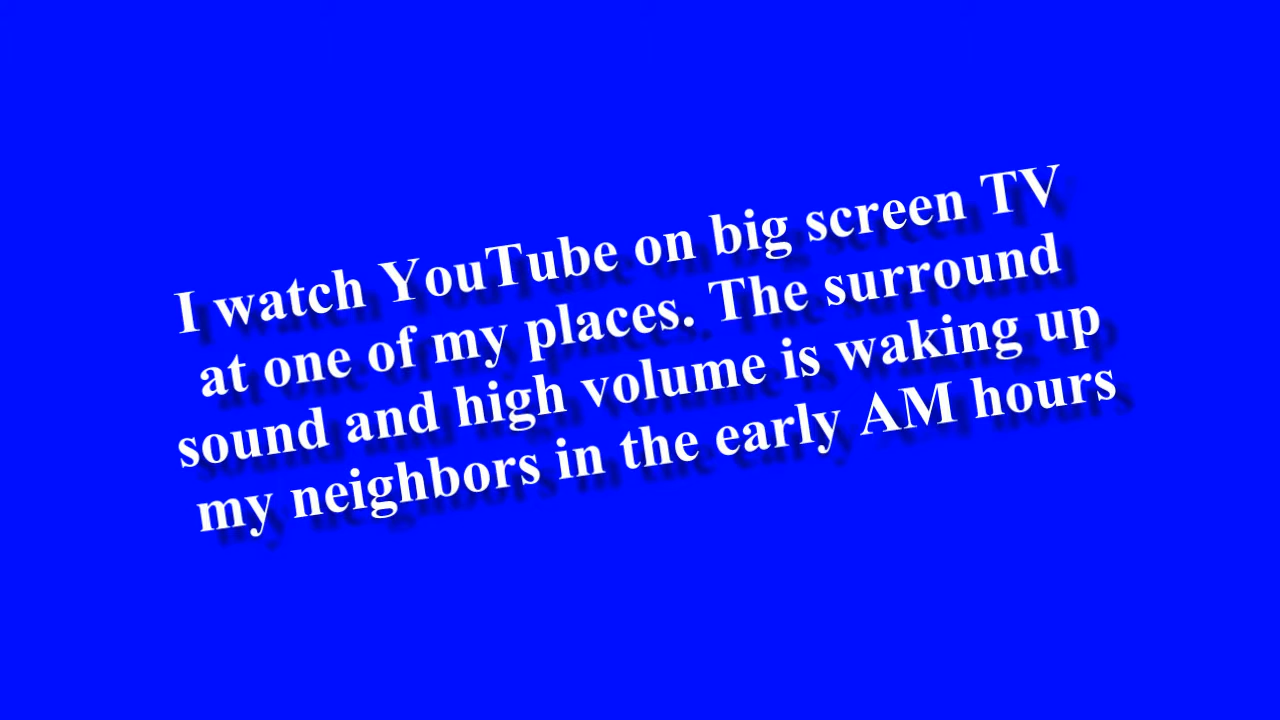 I watch YouTube on big screen TV
at one of my places. The surround
sound and high volume is waking up
my neighbors in the early AM hours